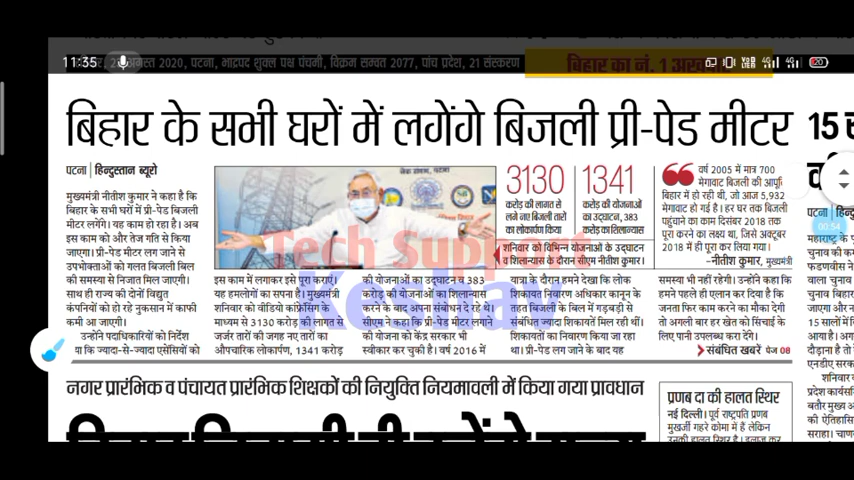 11:35
2020, पटना, भाद्रपद शुक्ल पक्ष पंचमी, विक्रम सम्वत 2077, पांच प्रदेश, 21 संस्करण
बिहार का नं. 1
बिहार के सभी घरों में लगेंगे बिजली प्री-पेड मीटर
पटना | हिन्दुस्तान ब्यूरो
मुख्यमंत्री नीतीश कुमार ने कहा है कि
बिहार के सभी घरों में प्री-पेड बिजली
मीटर लगेंगे। यह काम हो रहा है। अब
इस काम को और तेज गति से किया
जाएगा। प्री-पेड मीटर लग जाने से
उपभोक्ताओं को गलत बिजली बिल
की समस्या से निजात मिल जाएगी।
साथ ही राज्य की दोनों विद्युत
कंपनियों को हो रहे नुकसान में काफी
कमी आ जाएगी।
उन्होंने पदाधिकारियों को निर्देश
कि ज्यादा-से-ज्यादा एसेंसियों को
3130
करोड़ की लागत से
लगे नए बिजली तारों
का लोकार्पण किया
1341
करोड़ की योजनाओं
का उद्घाटन, 383
करोड़ का शिलान्यास
शनिवार को विभिन्न योजनाओं के उद्घाटन
व शिलान्यास के दौरान सीएम नीतीश कुमार।
वर्ष 2005 में मात्र 700
मेगावाट बिजली की आपूर्ति
बिहार में हो रही थी, जो आज 5,932
मेगावाट हो गई है। हर घर तक बिजली
पहुंचाने का काम दिसंबर 2018 तक
पूरा करने का लक्ष्य था, जिसे अक्टूबर
2018 में ही पूरा कर लिया गया।
-नीतीश कुमार, मुख्यमंत्री
Tech Support
इस काम में लगाकर इसे पूरा कराएं।
यह हमलोगों का सपना है। मुख्यमंत्री
शनिवार को वीडियो कांफ्रेंसिंग के
माध्यम से 3130 करोड़ की लागत से
जर्जर तारों की जगह नए तारों का
औपचारिक लोकार्पण, 1341 करोड़
की योजनाओं का उद्घाटन व 383
करोड़ की योजनाओं का शिलान्यास
करने के बाद अपना संबोधन दे रहे थे।
सीएम ने कहा कि प्री-पेड मीटर लगाने
की योजना को केंद्र सरकार भी
स्वीकार कर चुकी है। वर्ष 2016 में
यात्रा के दौरान हमने देखा कि लोक
शिकायत निवारण अधिकार कानून के
तहत बिजली के बिल में गड़बड़ी से
संबंधित ज्यादा शिकायतें मिल रही थीं।
शिकायतों का निवारण किया जा रहा
था। प्री-पेड लग जाने के बाद यह
समस्या भी नहीं रहेगी। उन्होंने कहा कि
हमने पहले ही एलान कर दिया है कि
जनता फिर काम करने का मौका देगी
तो अगली बार हर खेत को सिंचाई के
लिए पानी उपलब्ध करा देंगे।
संबंधित खबरें पेज 08
15
00:54
नगर प्रारंभिक व पंचायत प्रारंभिक शिक्षकों की नियुक्ति नियमावली में किया गया प्रावधान
प्रणब दा की हालत स्थिर
नई दिल्ली। पूर्व राष्ट्रपति प्रणब
मुखर्जी गहरे कोमा में हैं लेकिन
उनकी हालत स्थिर है। इलाज कर